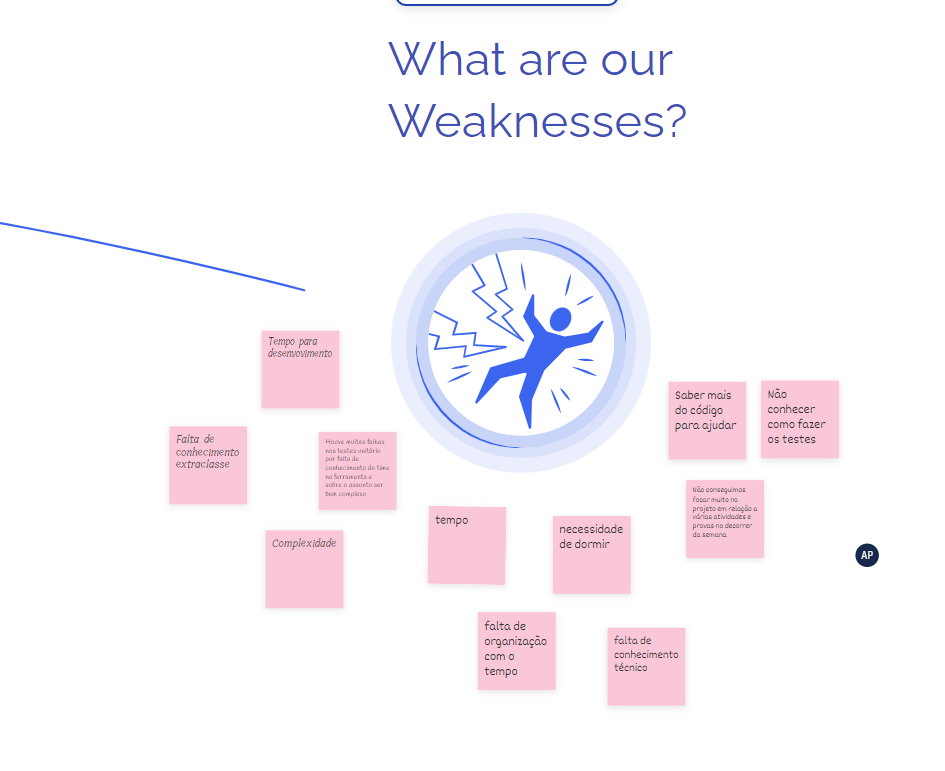 What are our
Weaknesses?
Tempo para
desenvovimento
Falta de
conhecimento
extraclasse
Houve muitas falhas
nos testes unitário
por falta de
conhecimento do time
na ferramenta e
sobre o assunto ser
bem complexo
Complexidade
tempo
necessidade
de dormir
falta de
organização
com o
tempo
falta de
conhecimento
técnico
Saber mais
do código
para ajudar
Não
conhecer
como fazer
os testes
Não conseguimos
focar muito no
projeto em relação a
várias atividades e
provas no decorrer
da semana
AP